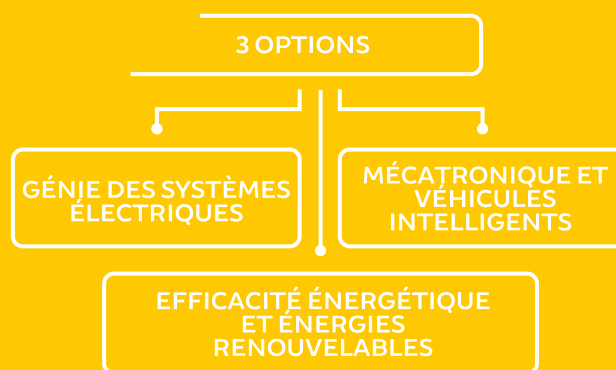 3 OPTIONS
GÉNIE DES SYSTÈMES
ÉLECTRIQUES
MÉCATRONIQUE ET
VÉHICULES
INTELLIGENTS
EFFICACITÉ ÉNERGÉTIQUE
ET ÉNERGIES
RENOUVELABLES